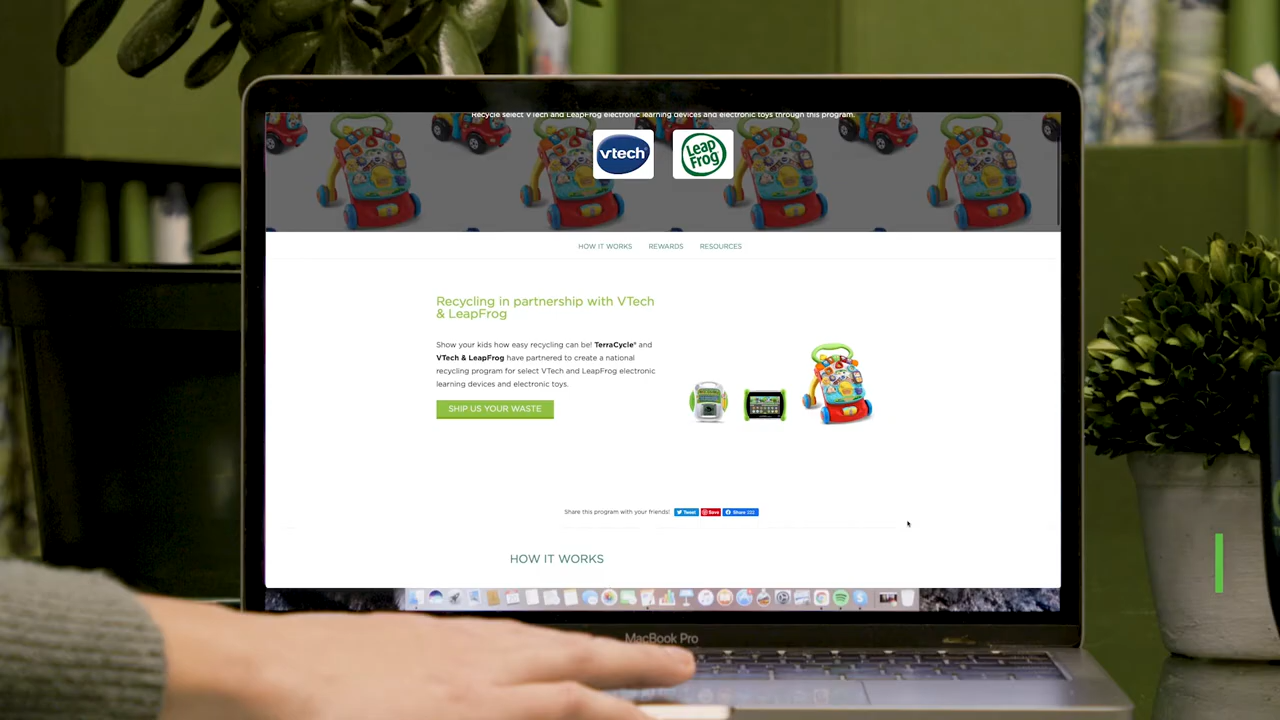 Recycle select VTech and LeapFrog electronic learning devices and electronic toys through this program.
vtech
Leap Frog
HOW IT WORKS REWARDS RESOURCES
Recycling in partnership with VTech
& LeapFrog
Show your kids how easy recycling can be! TerraCycle® and
VTech & LeapFrog have partnered to create a national
recycling program for select VTech and LeapFrog electronic
learning devices and electronic toys.
SHIP US YOUR WASTE
Share this program with your friends! Tweet Save Share
HOW IT WORKS
MacBook Pro